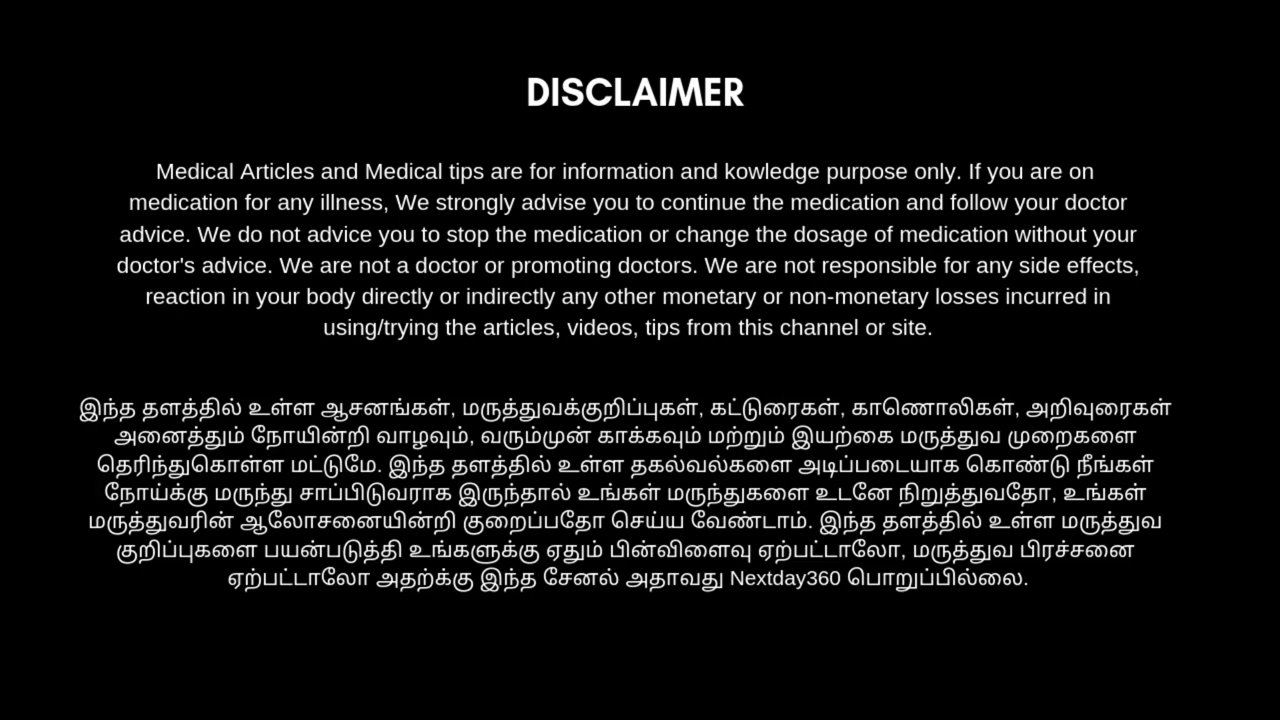 DISCLAIMER
Medical Articles and Medical tips are for information and kowledge purpose only. If you are on
medication for any illness, We strongly advise you to continue the medication and follow your doctor
advice. We do not advice you to stop the medication or change the dosage of medication without your
doctor's advice. We are not a doctor or promoting doctors. We are not responsible for any side effects,
reaction in your body directly or indirectly any other monetary or non-monetary losses incurred in
using/trying the articles, videos, tips from this channel or site.
இந்த தளத்தில் உள்ள ஆசனங்கள், மருத்துவக்குறிப்புகள், கட்டுரைகள், காணொலிகள், அறிவுரைகள்
அனைத்தும் நோயின்றி வாழவும், வரும்முன் காக்கவும் மற்றும் இயற்கை மருத்துவ முறைகளை
தெரிந்துகொள்ள மட்டுமே. இந்த தளத்தில் உள்ள தகல்வல்களை அடிப்படையாக கொண்டு நீங்கள்
நோய்க்கு மருந்து சாப்பிடுவராக இருந்தால் உங்கள் மருந்துகளை உடனே நிறுத்துவதோ, உங்கள்
மருத்துவரின் ஆலோசனையின்றி குறைப்பதோ செய்ய வேண்டாம். இந்த தளத்தில் உள்ள மருத்துவ
குறிப்புகளை பயன்படுத்தி உங்களுக்கு ஏதும் பின்விளைவு ஏற்பட்டாலோ, மருத்துவ பிரச்சனை
ஏற்பட்டாலோ அதற்க்கு இந்த சேனல் அதாவது Nextday360 பொறுப்பில்லை.